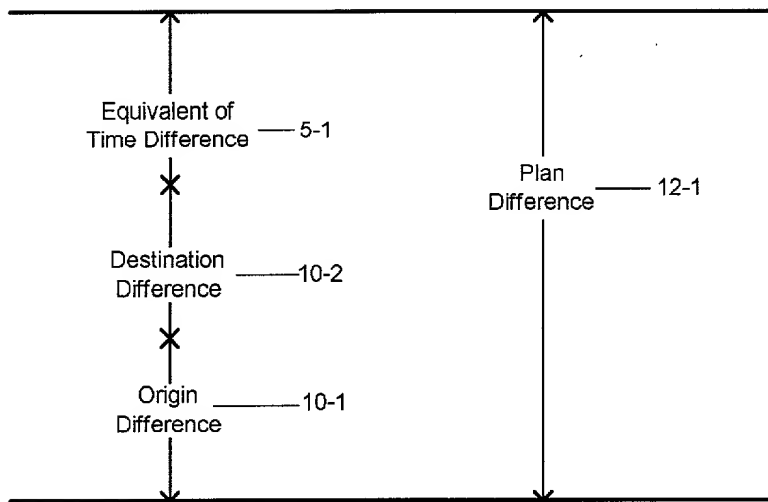 Equivalent of
Time Difference
5-1
Plan
Difference
12-1
Destination
Difference
10-2
Origin
Difference
10-1